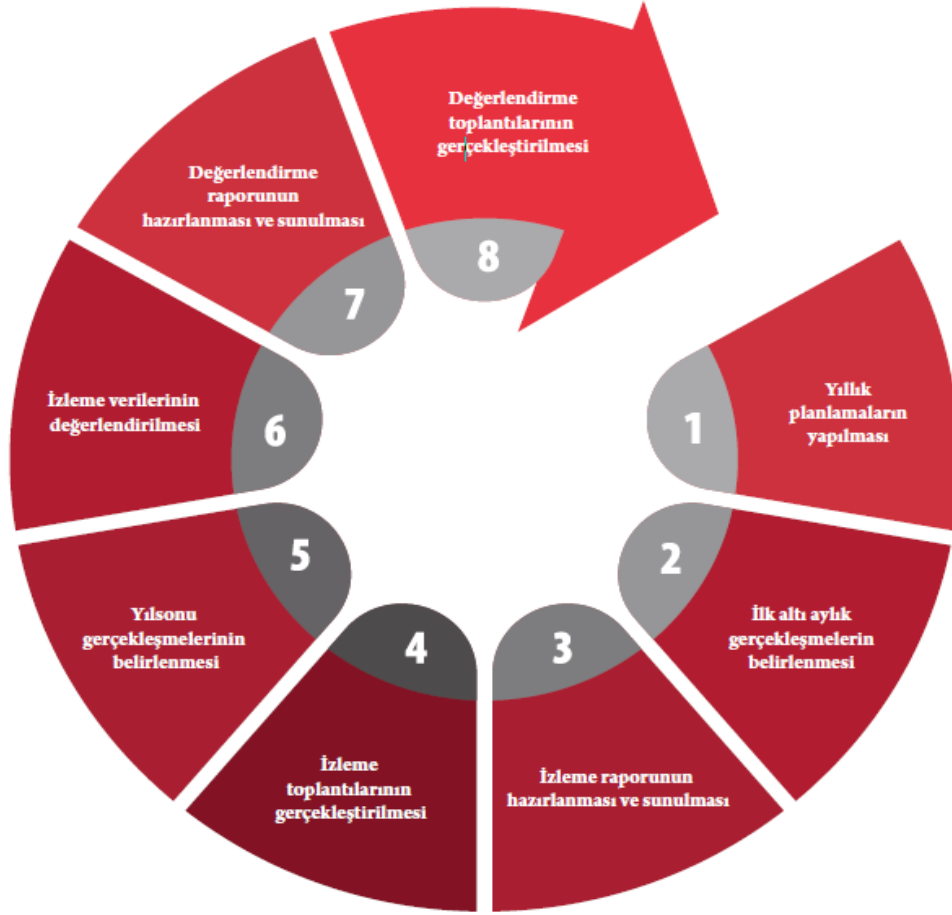 1
Yıllık
planlamaların
yapılması
2
İlk altı aylık
gerçekleşmelerin
belirlenmesi
3
İzleme raporunun
hazırlanması ve sunulması
4
İzleme
toplantılarının
gerçekleştirilmesi
5
Yılsonu
gerçekleşmelerinin
belirlenmesi
6
İzleme verilerinin
değerlendirilmesi
7
Değerlendirme
raporunun
hazırlanması ve sunulması
8
Değerlendirme
toplantılarının
gerçekleştirilmesi